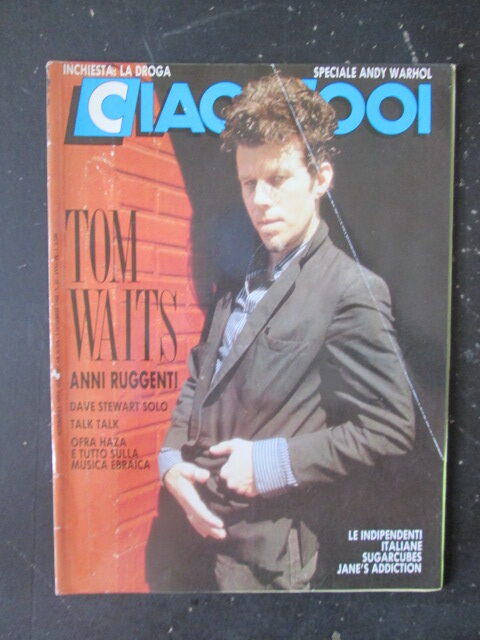 INCHIESTA: LA DROGA
SPECIALE ANDY WARHOL
CIAO 2001
TOM
WAITS
ANNI RUGGENTI
DAVE STEWART SOLO
TALK TALK
OFRA HAZA
E TUTTO SULLA
MUSICA EBRAICA
LE INDIPENDENTI
ITALIANE
SUGARCUBES
JANE'S ADDICTION